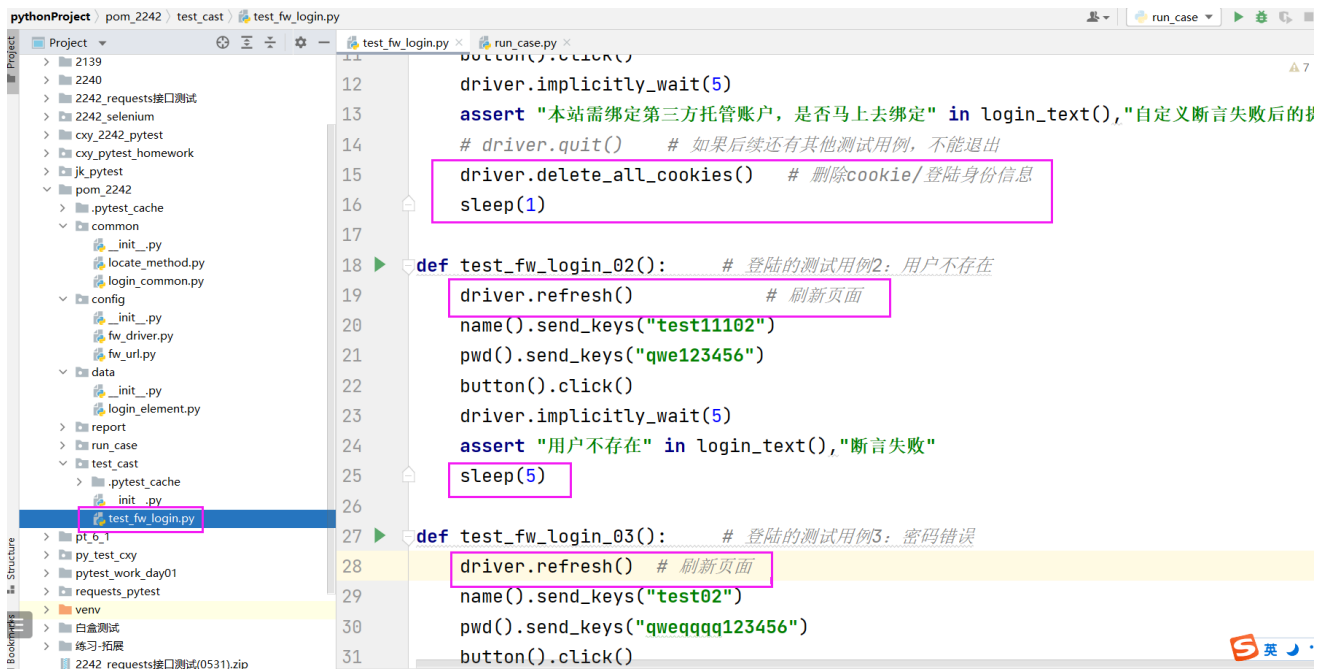 pythonProject 〉 pom_2242 〉 test_cast 〉 test_fw_login.py
run_case
Project
test_fw_login.py ×
run_case.py ×
Project
2139
2240
2242_requests接口测试
2242_selenium
cxy_2242_pytest
cxy_pytest_homework
jk_pytest
pom_2242
.pytest_cache
common
__init__.py
locate_method.py
login_common.py
config
__init__.py
fw_driver.py
fw_url.py
data
__init__.py
login_element.py
report
run_case
test_cast
.pytest_cache
__init__.py
test_fw_login.py
pt_6_1
py_test_cxy
pytest_work_day01
requests_pytest
venv
白盒测试
练习-拓展
2242_requests接口测试(0531).zip
Structure
Bookmarks
7
11 button().click()
12 driver.implicitly_wait(5)
13 assert "本站需绑定第三方托管账户，是否马上去绑定" in login_text(),"自定义断言失败后的
14 # driver.quit() # 如果后续还有其他测试用例，不能退出
15 driver.delete_all_cookies() # 删除cookie/登陆身份信息
16 sleep(1)
17
18 def test_fw_login_02(): # 登陆的测试用例2：用户不存在
19 driver.refresh() # 刷新页面
20 name().send_keys("test11102")
21 pwd().send_keys("qwe123456")
22 button().click()
23 driver.implicitly_wait(5)
24 assert "用户不存在" in login_text(),"断言失败"
25 sleep(5)
26
27 def test_fw_login_03(): # 登陆的测试用例3：密码错误
28 driver.refresh() # 刷新页面
29 name().send_keys("test02")
30 pwd().send_keys("qweqqqq123456")
31 button().click()
英